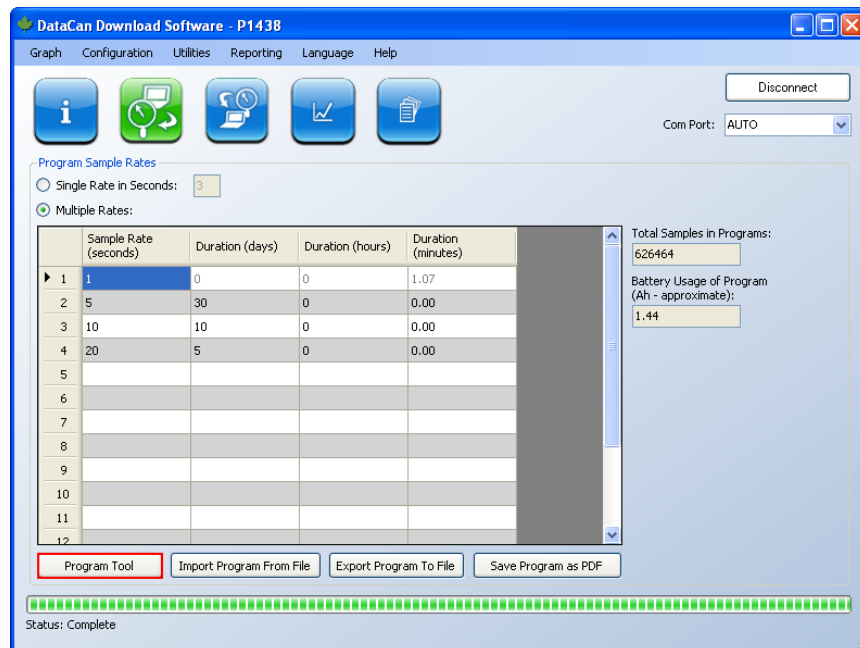 DataCan Download Software - P1438
Graph Configuration Utilities Reporting Language Help
i
Disconnect
Com Port: AUTO
Program Sample Rates
Single Rate in Seconds: 3
Multiple Rates:
Sample Rate (seconds) Duration (days) Duration (hours) Duration (minutes)
1 1 0 0 1.07
2 5 30 0 0.00
3 10 10 0 0.00
4 20 5 0 0.00
5
6
7
8
9
10
11
12
Total Samples in Programs:
626464
Battery Usage of Program
(Ah - approximate):
1.44
Program Tool Import Program From File Export Program To File Save Program as PDF
Status: Complete